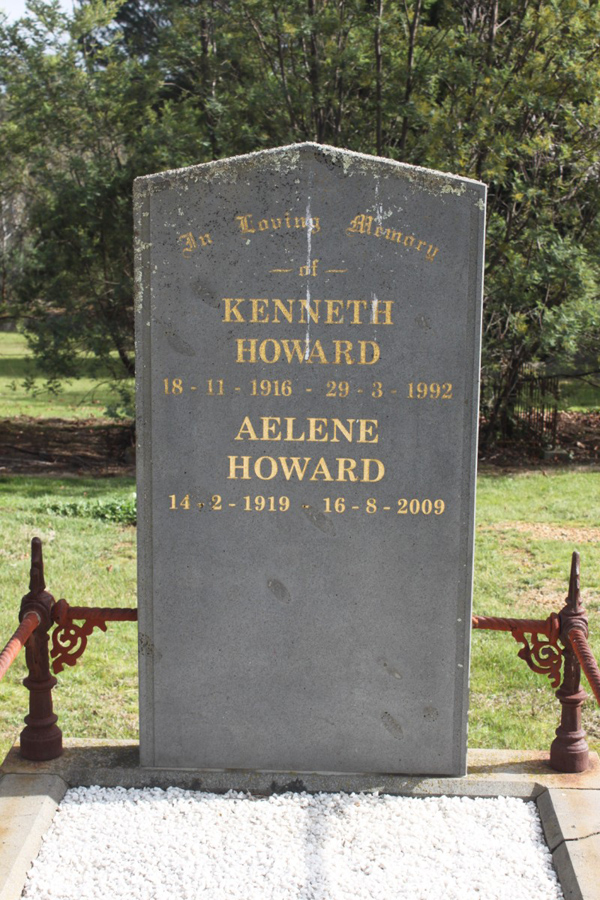 In Loving Memory
- of -
KENNETH
HOWARD
18 - 11 - 1916 - 29 - 3 - 1992
AELENE
HOWARD
14 - 2 - 1919 - 16 - 8 - 2009